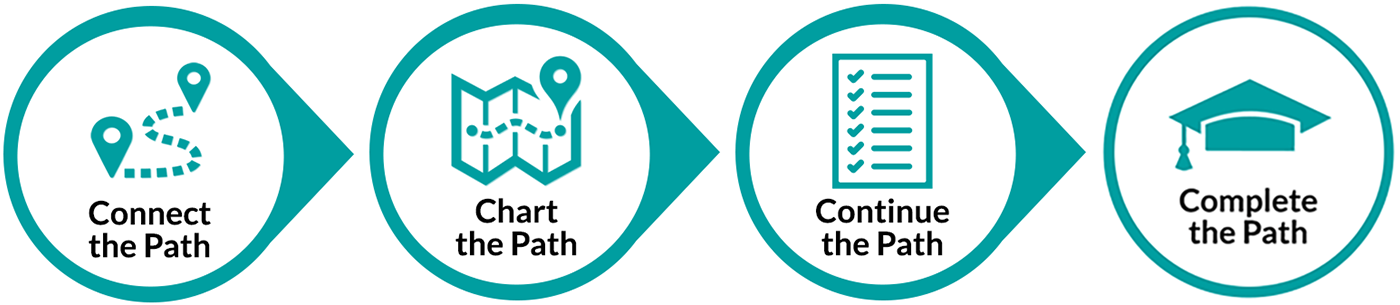 Connect
the Path
Chart
the Path
Continue
the Path
Complete
the Path